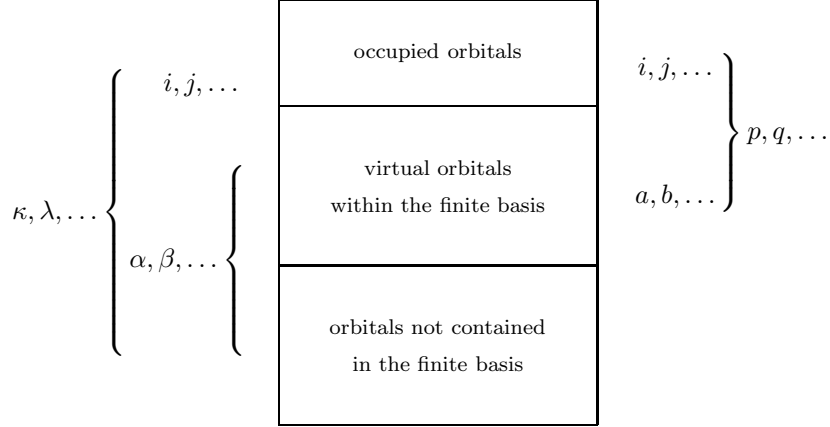 occupied orbitals
i, j, …
i, j, …
p, q, …
virtual orbitals
within the finite basis
a, b, …
κ, λ, …
α, β, …
orbitals not contained
in the finite basis